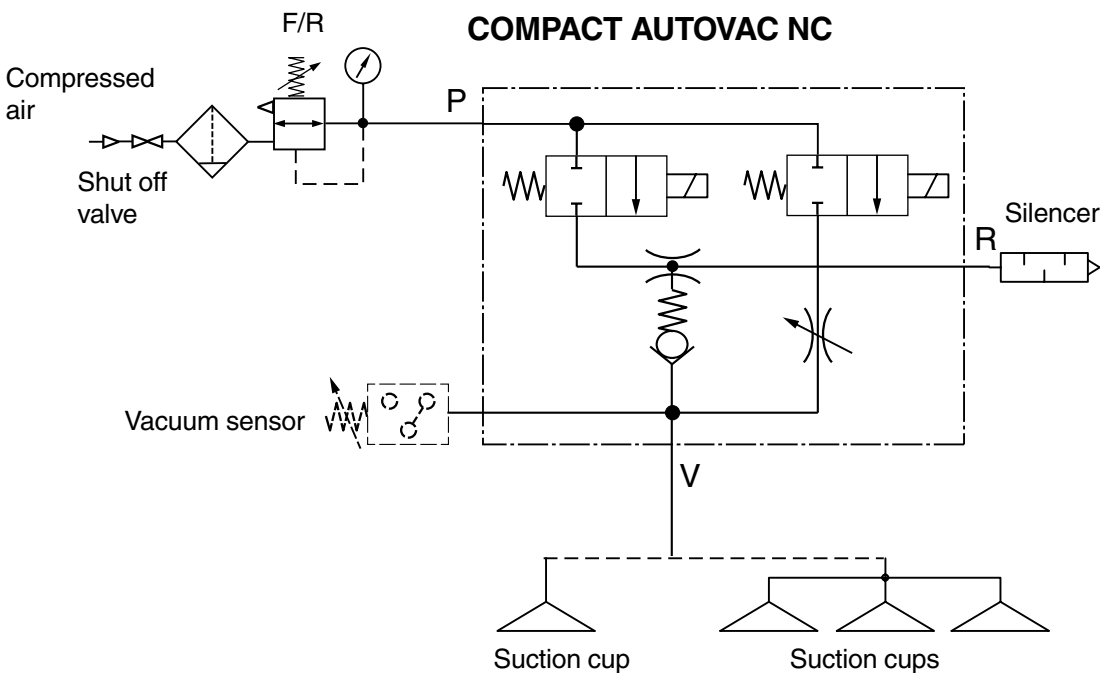 COMPACT AUTOVAC NC
F/R
Compressed
air
P
Shut off
valve
Silencer
R
Vacuum sensor
V
Suction cup
Suction cups